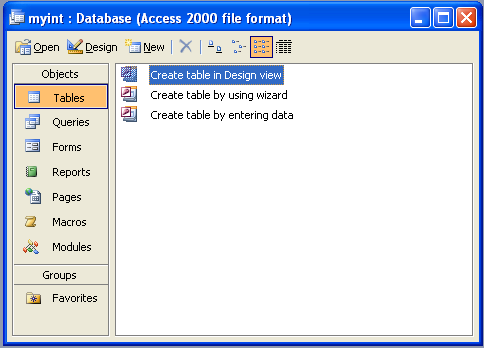 myint : Database (Access 2000 file format)
Open Design New
Objects
Tables
Queries
Forms
Reports
Pages
Macros
Modules
Groups
Favorites
Create table in Design view
Create table by using wizard
Create table by entering data